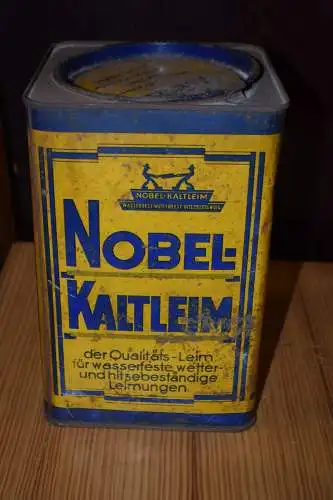 NOBEL-KALTLEIM
NOBEL-
KALTLEIM
der Qualitäts-Leim
für wasserfeste wetter-
und hitzebeständige
Leimungen.